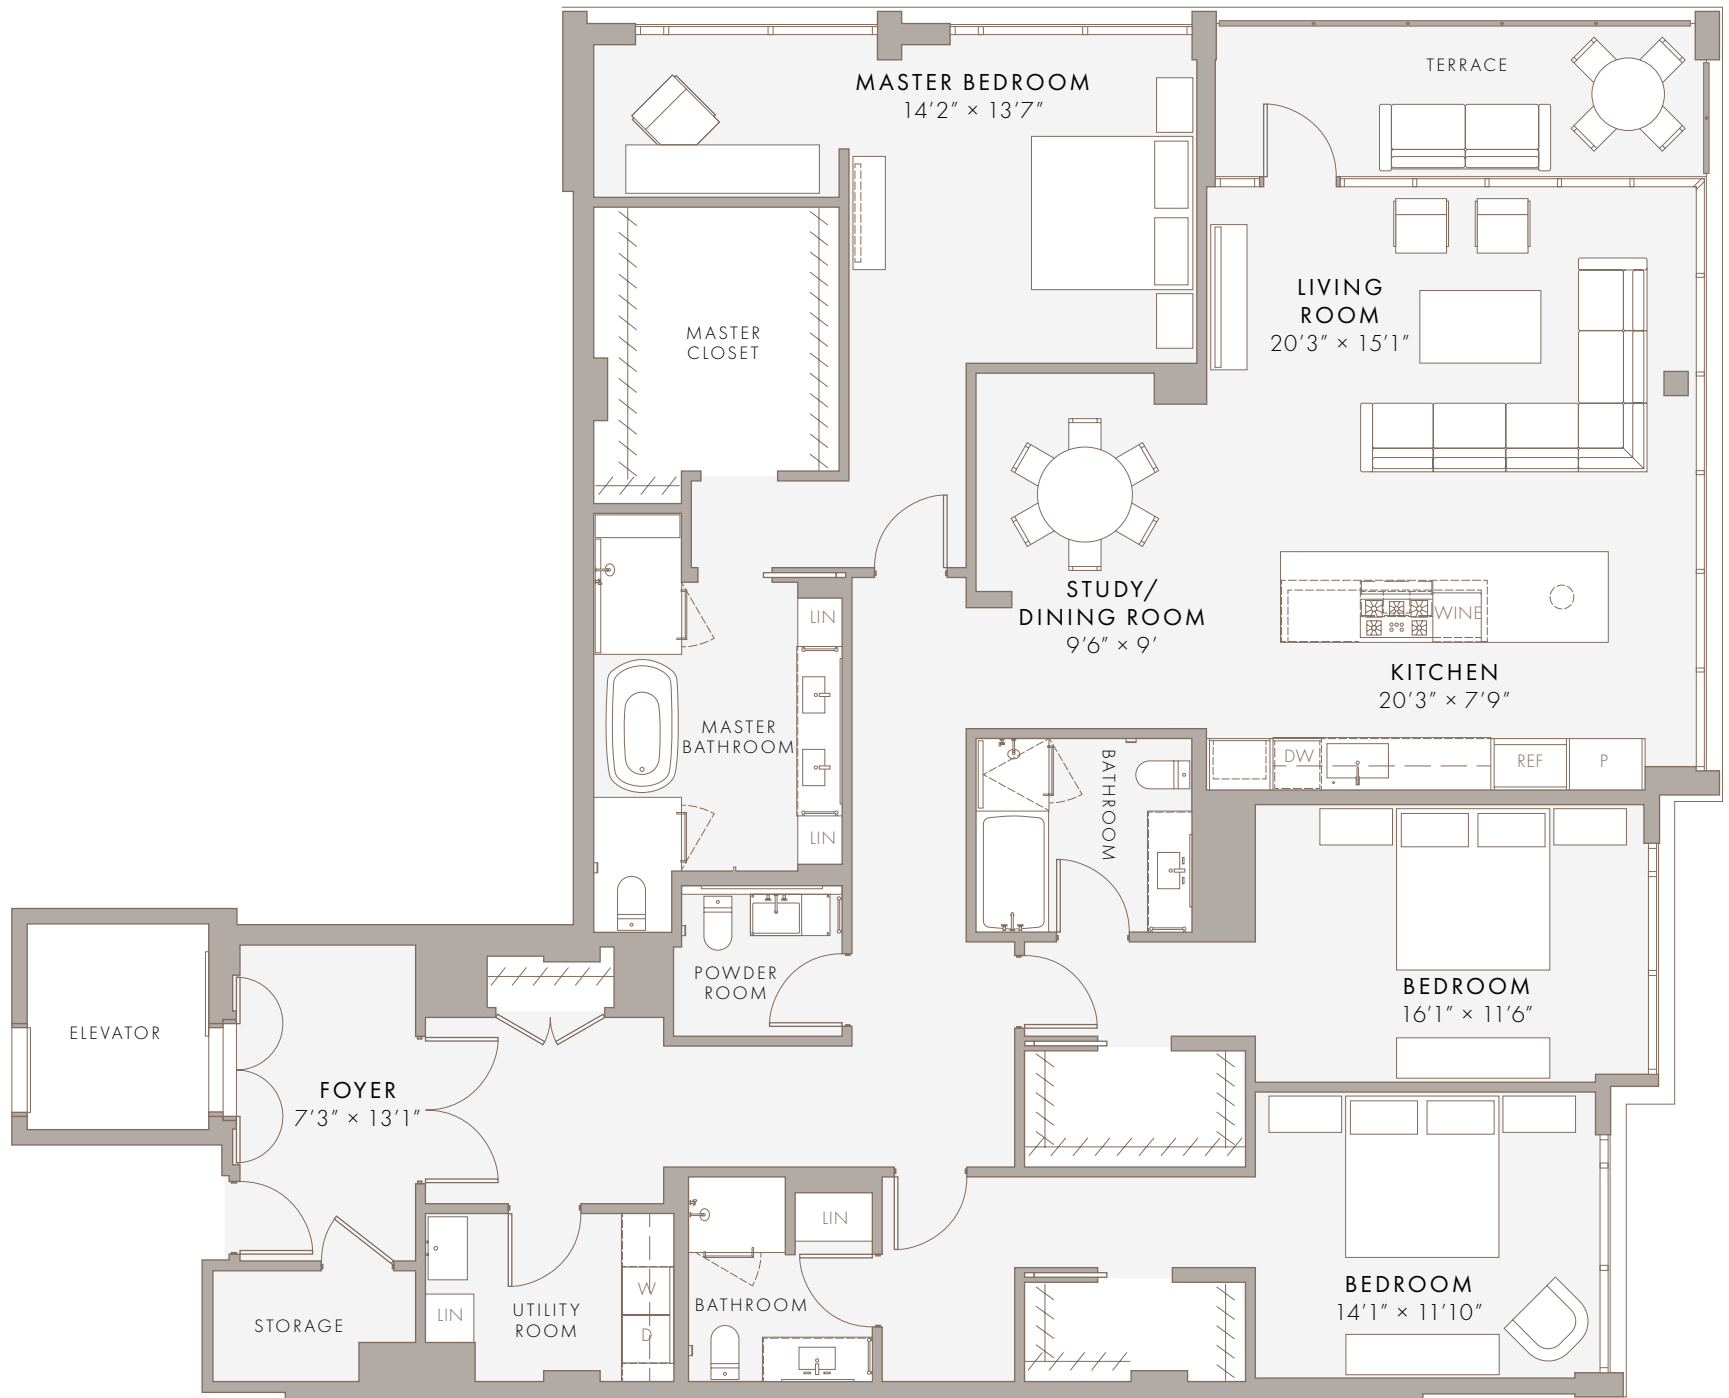 MASTER BEDROOM
14'2" × 13'7"
TERRACE
LIVING
ROOM
20'3" × 15'1"
MASTER
CLOSET
STUDY/
DINING ROOM
9'6" × 9'
WINE
KITCHEN
20'3" × 7'9"
LIN
MASTER
BATHROOM
LIN
BATHROOM
DW
REF
P
POWDER
ROOM
BEDROOM
16'1" × 11'6"
ELEVATOR
FOYER
7'3" × 13'1"
STORAGE
LIN
UTILITY
ROOM
W
D
LIN
BATHROOM
BEDROOM
14'1" × 11'10"